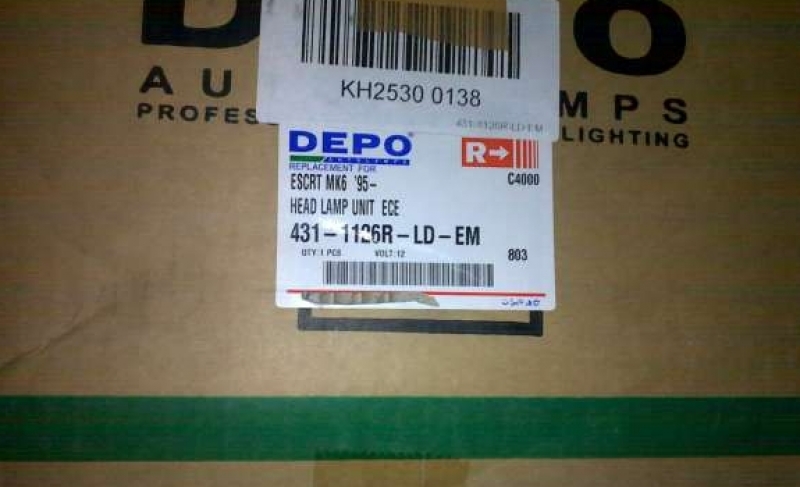 D O
AU MPS
PROFES LIGHTING
KH2530 0138
431-1126R-LD-EM
DEPO
AUTOLAMPS
R→
REPLACEMENT FOR
ESCRT MK6 '95-
C4000
HEAD LAMP UNIT ECE
431-1126R-LD-EM
QTY:1 PCS VOLT:12
803